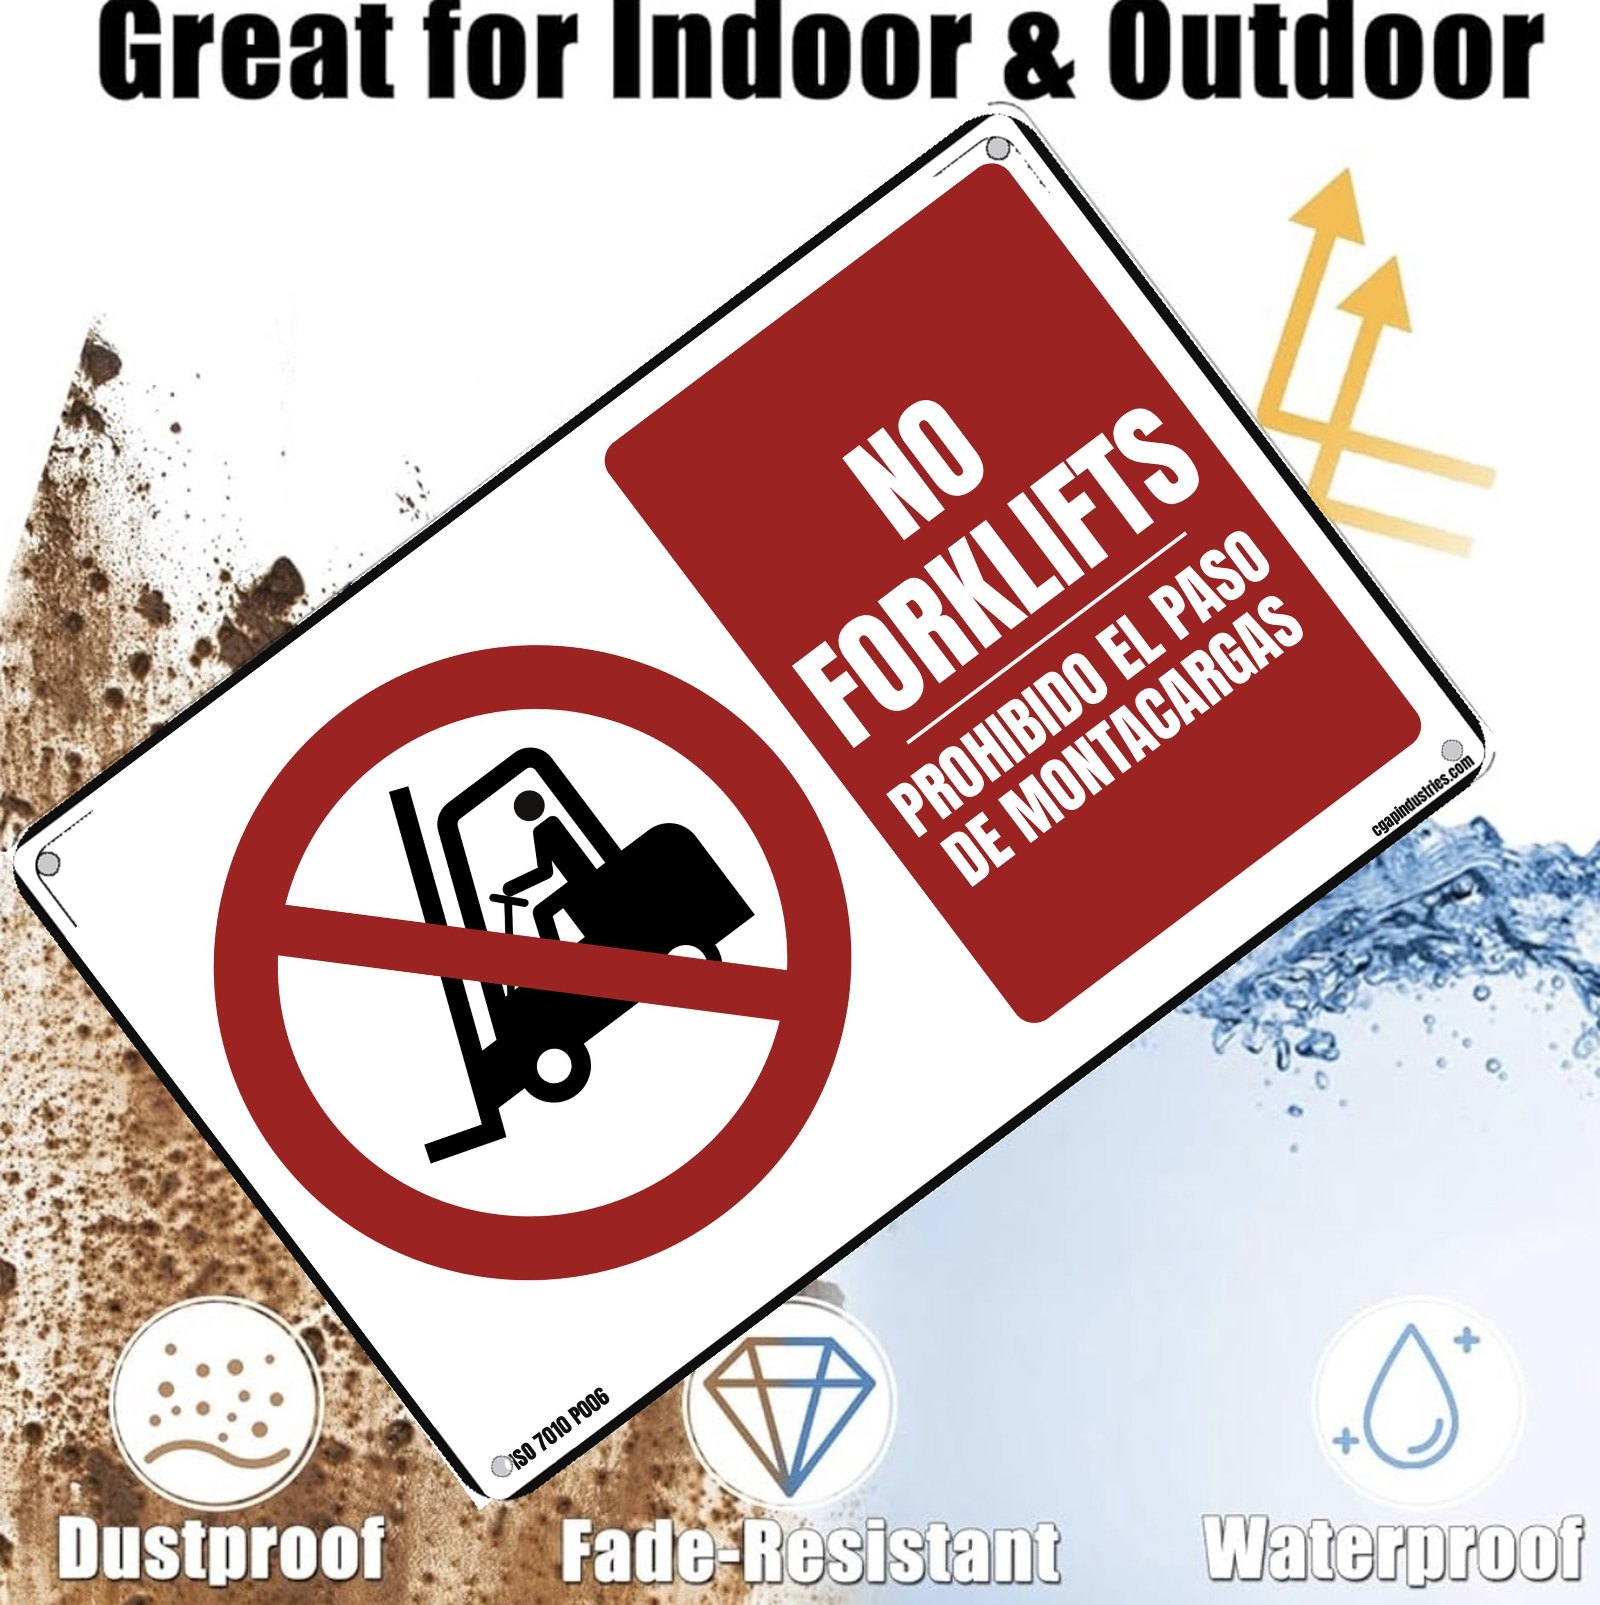 Great for Indoor & Outdoor
NO
FORKLIFTS
PROHIBIDO EL PASO
DE MONTACARGAS
cgapindustries.com
ISO 7010 P006
Dustproof
Fade-Resistant
Waterproof